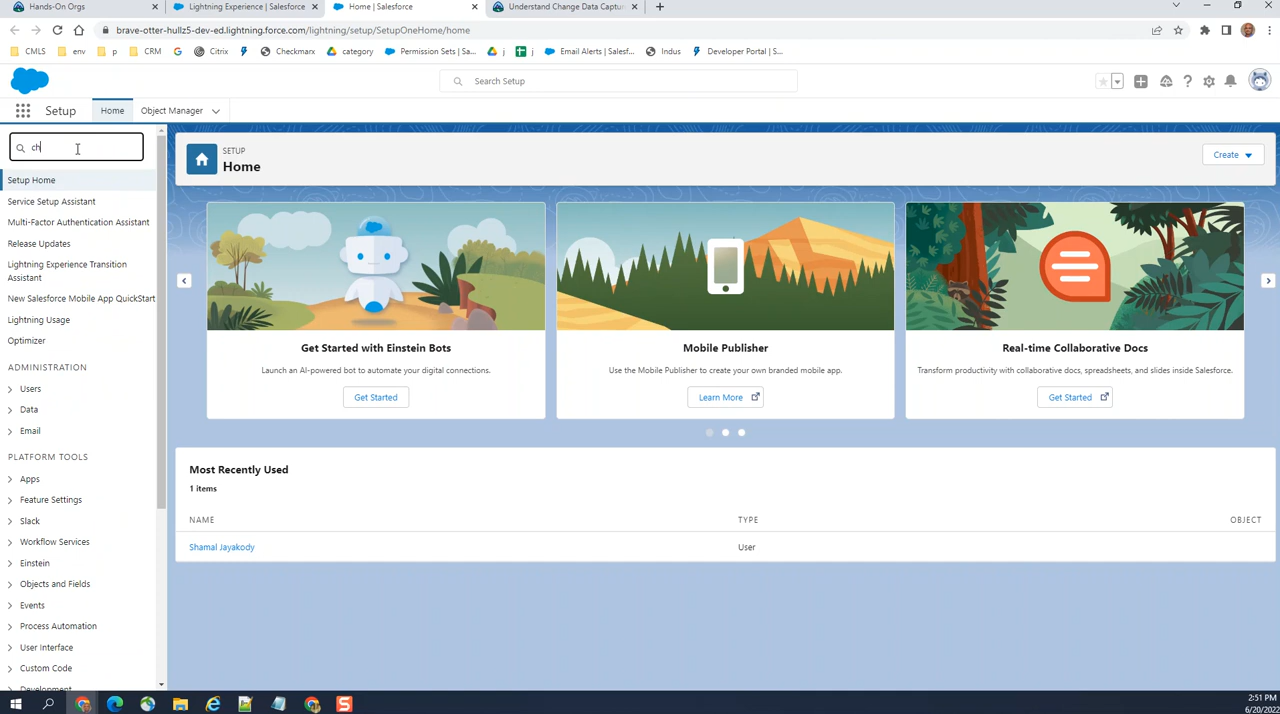 Hands-On Orgs
Lightning Experience | Salesforce
Home | Salesforce
Understand Change Data Captur
brave-otter-hullz5-dev-ed.lightning.force.com/lightning/setup/SetupOneHome/home
CMLS
env
p
CRM
Citrix
Checkmarx
category
Permission Sets | Sa...
j
j
Email Alerts | Salesf...
Indus
Developer Portal | S...
Search Setup
Setup
Home
Object Manager
ch
Setup Home
Service Setup Assistant
Multi-Factor Authentication Assistant
Release Updates
Lightning Experience Transition
Assistant
New Salesforce Mobile App QuickStart
Lightning Usage
Optimizer
ADMINISTRATION
Users
Data
Email
PLATFORM TOOLS
Apps
Feature Settings
Slack
Workflow Services
Einstein
Objects and Fields
Events
Process Automation
User Interface
Custom Code
Development
SETUP
Home
Create
Get Started with Einstein Bots
Launch an AI-powered bot to automate your digital connections.
Get Started
Mobile Publisher
Use the Mobile Publisher to create your own branded mobile app.
Learn More
Real-time Collaborative Docs
Transform productivity with collaborative docs, spreadsheets, and slides inside Salesforce.
Get Started
Most Recently Used
1 items
NAME
TYPE
OBJECT
Shamal Jayakody
User
2:51 PM
6/20/2022